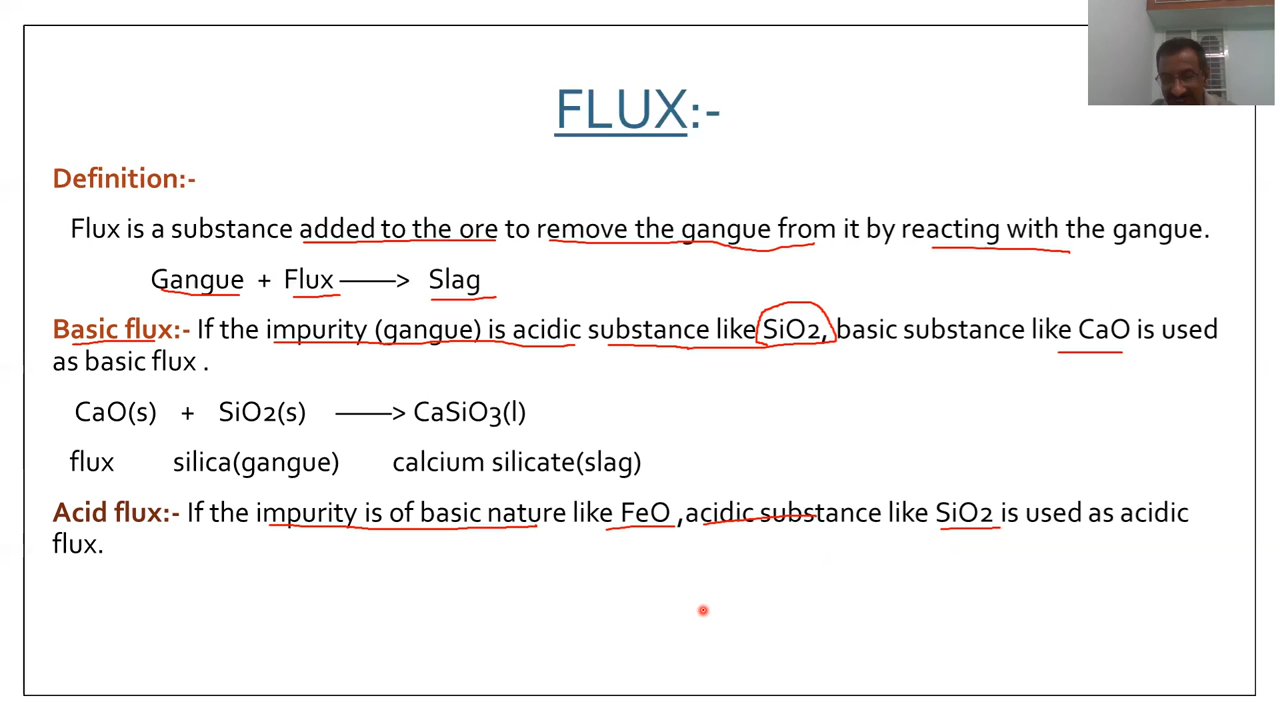 FLUX:-
Definition:-
Flux is a substance added to the ore to remove the gangue from it by reacting with the gangue.
Gangue + Flux ——> Slag
Basic flux:- If the impurity (gangue) is acidic substance like SiO2, basic substance like CaO is used
as basic flux .
CaO(s) + SiO2(s) ——> CaSiO3(l)
flux silica(gangue) calcium silicate(slag)
Acid flux:- If the impurity is of basic nature like FeO ,acidic substance like SiO2 is used as acidic
flux.